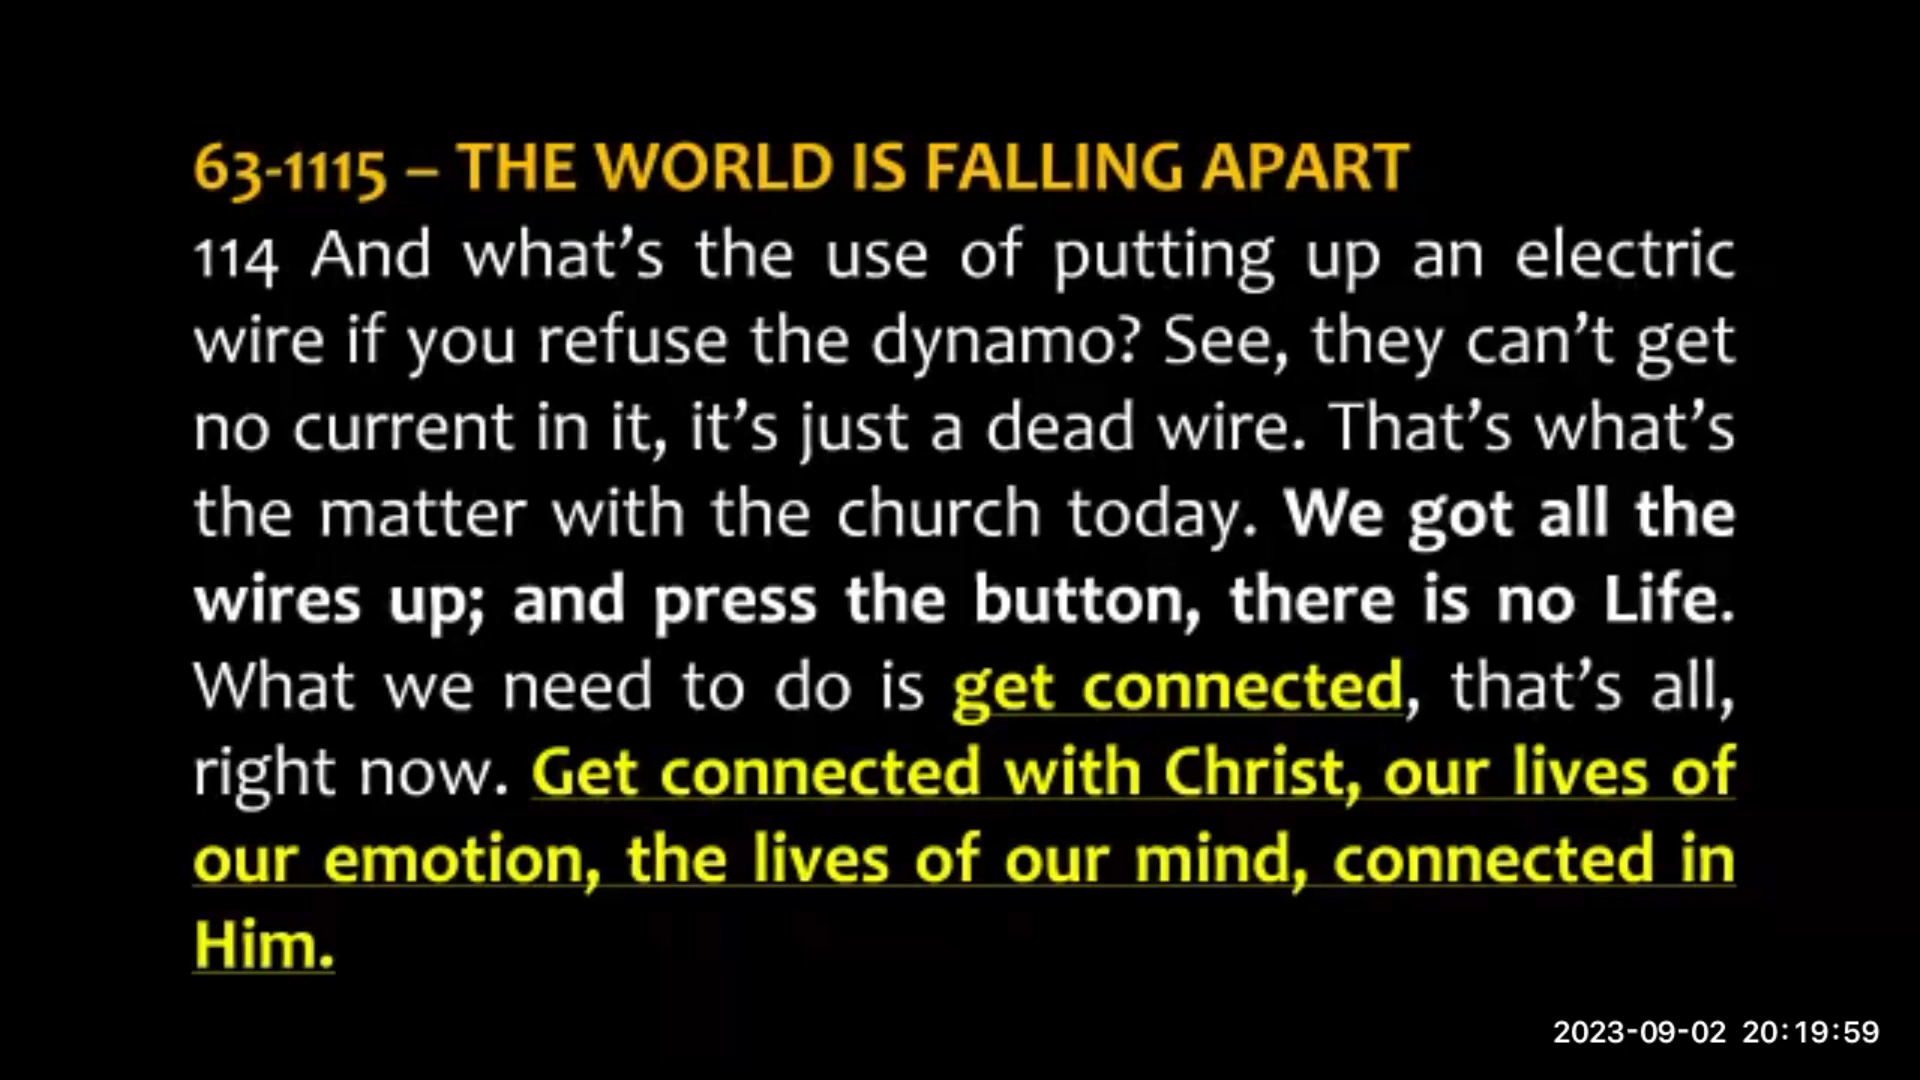 63-1115 – THE WORLD IS FALLING APART
114 And what’s the use of putting up an electric
wire if you refuse the dynamo? See, they can’t get
no current in it, it’s just a dead wire. That’s what’s
the matter with the church today. We got all the
wires up; and press the button, there is no Life.
What we need to do is get connected, that’s all,
right now. Get connected with Christ, our lives of
our emotion, the lives of our mind, connected in
Him.
2023-09-02 20:19:59